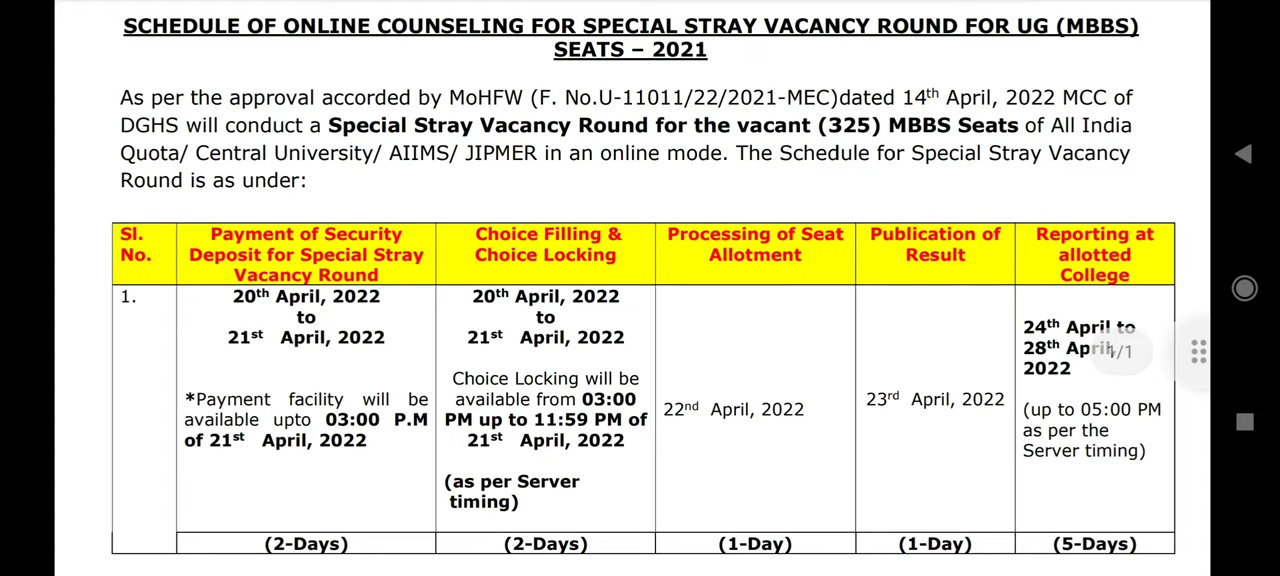 SCHEDULE OF ONLINE COUNSELING FOR SPECIAL STRAY VACANCY ROUND FOR UG (MBBS)
SEATS – 2021
As per the approval accorded by MoHFW (F. No.U-11011/22/2021-MEC)dated 14th April, 2022 MCC of
DGHS will conduct a Special Stray Vacancy Round for the vacant (325) MBBS Seats of All India
Quota/ Central University/ AIIMS/ JIPMER in an online mode. The Schedule for Special Stray Vacancy
Round is as under:
Sl.
No.
Payment of Security
Deposit for Special Stray
Vacancy Round
Choice Filling &
Choice Locking
Processing of Seat
Allotment
Publication of
Result
Reporting at
allotted
College
1.
20th April, 2022
to
21st April, 2022
*Payment facility will be
available upto 03:00 P.M
of 21st April, 2022
20th April, 2022
to
21st April, 2022
Choice Locking will be
available from 03:00
PM up to 11:59 PM of
21st April, 2022
(as per Server
timing)
22nd April, 2022
23rd April, 2022
24th April to
28th April,
2022
(up to 05:00 PM
as per the
Server timing)
1/1
(2-Days)
(2-Days)
(1-Day)
(1-Day)
(5-Days)